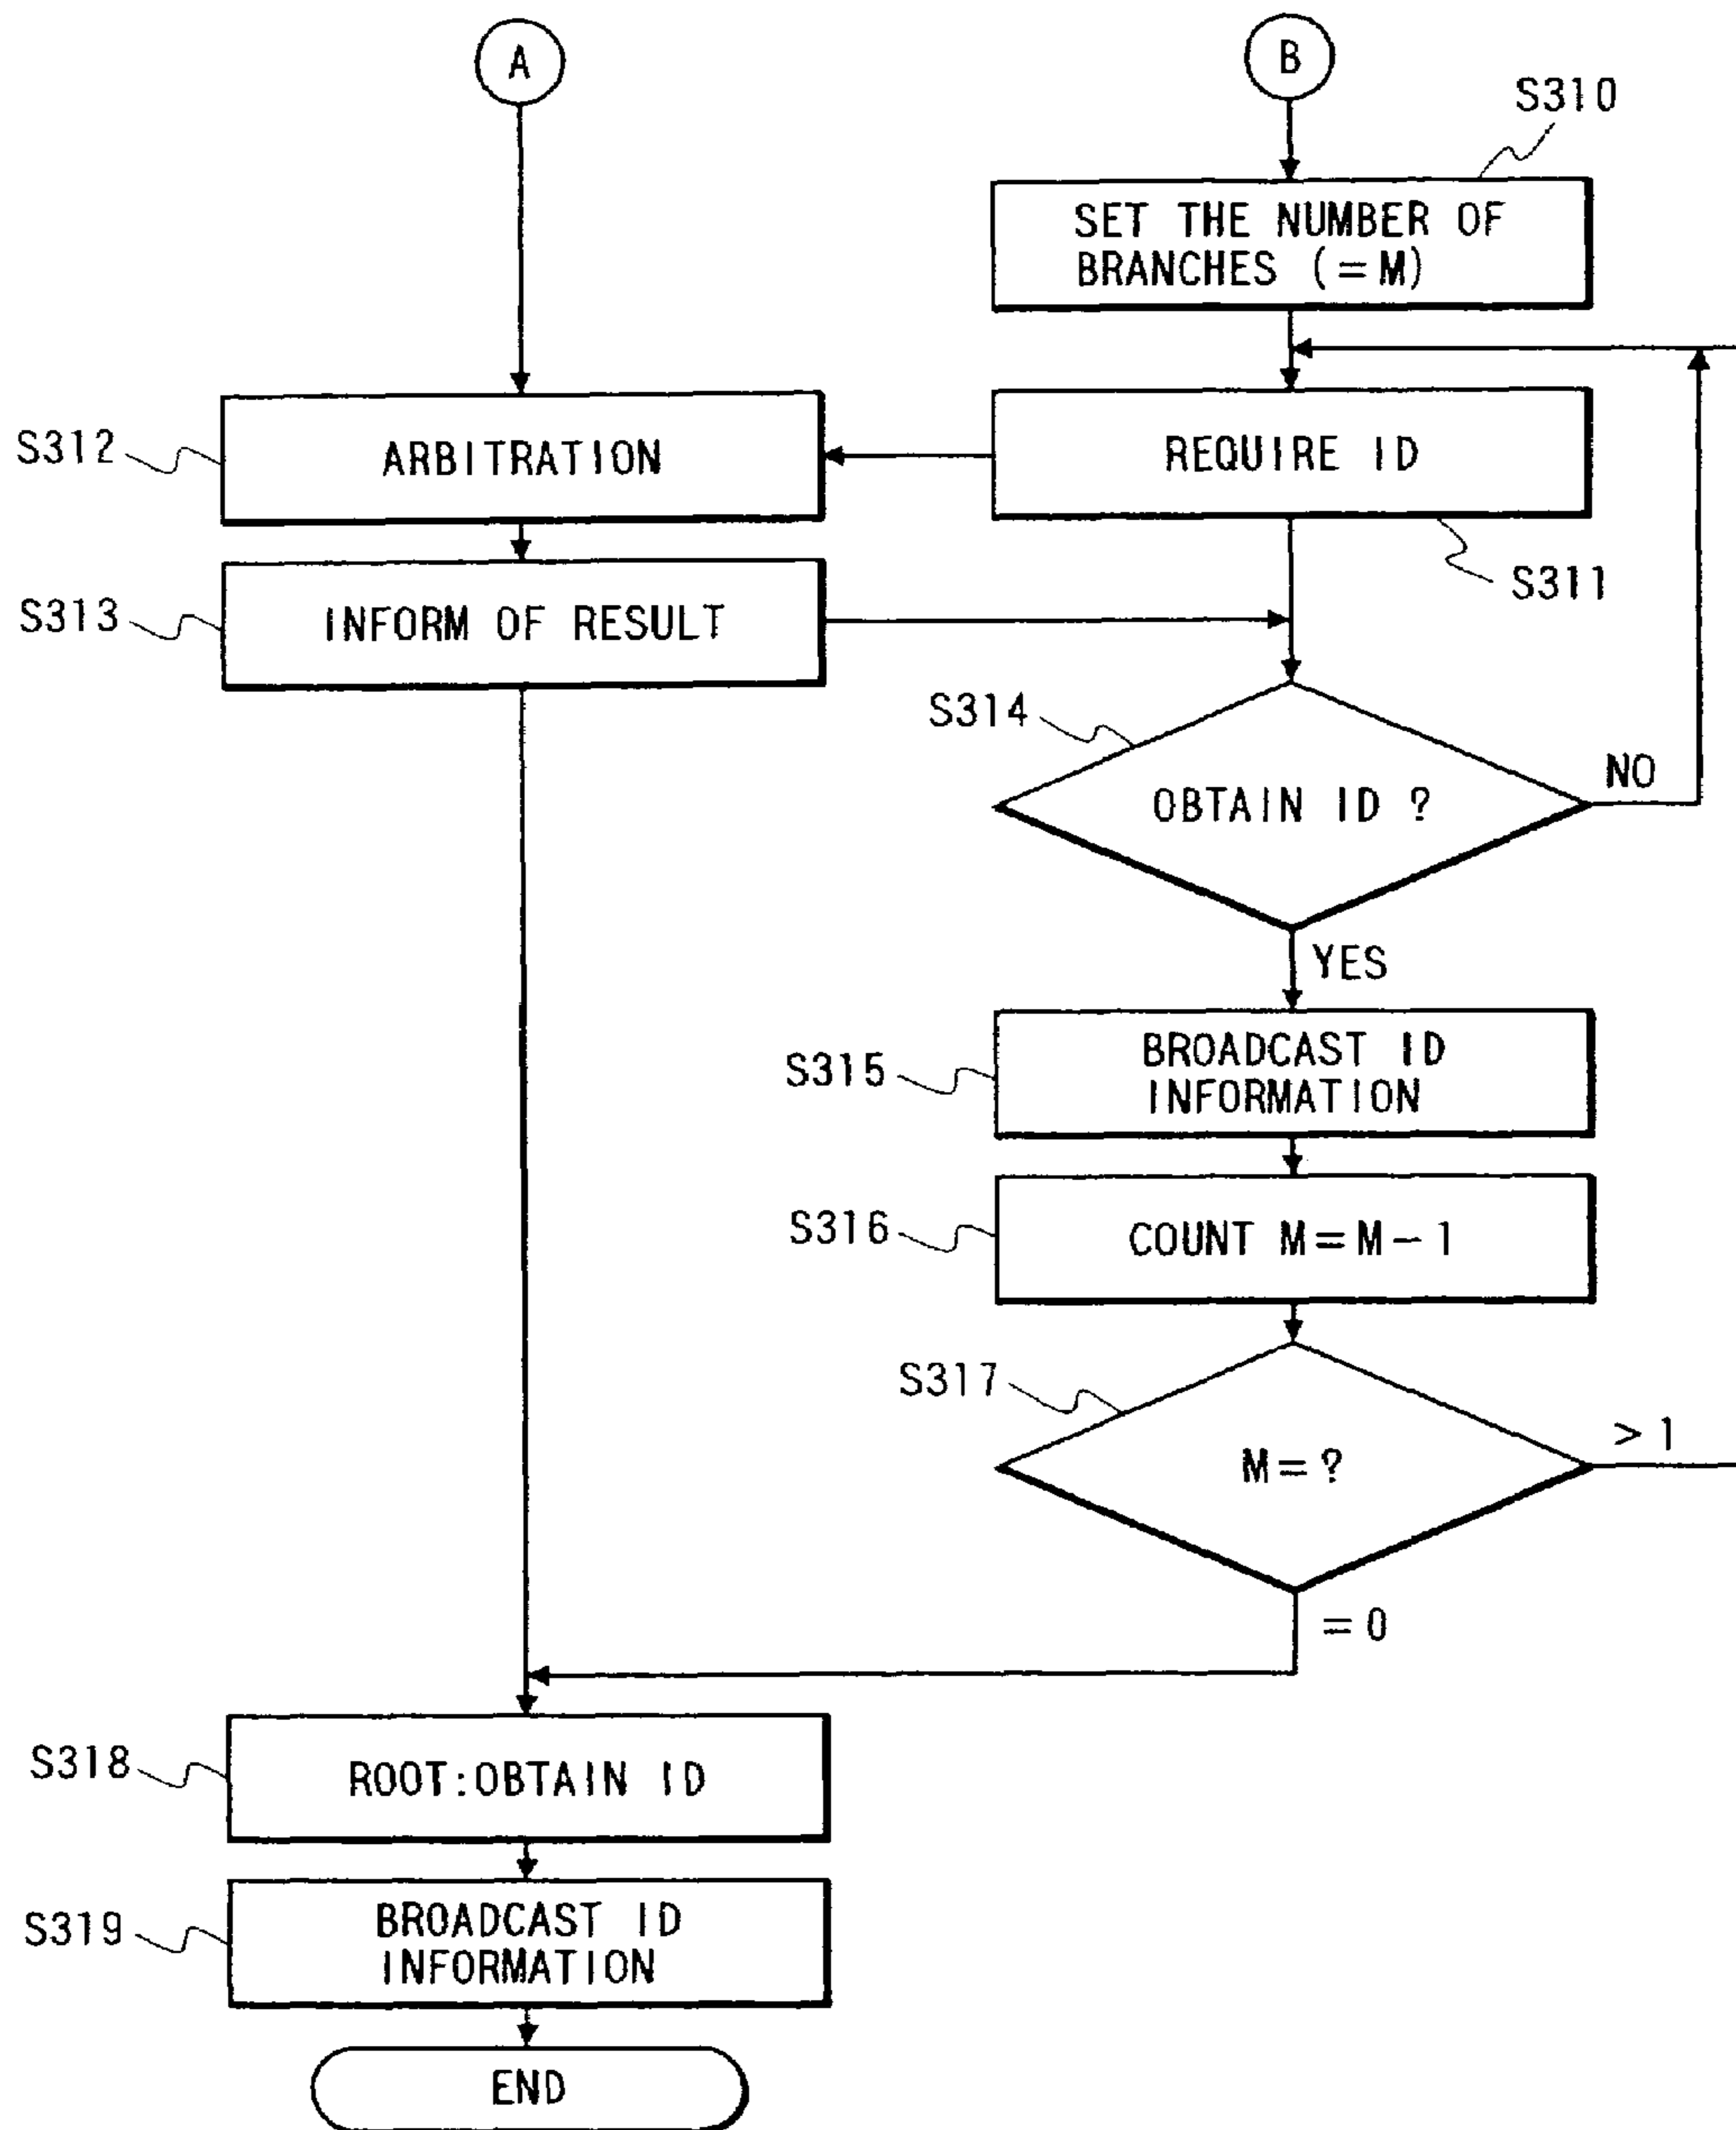 A
B
S310
SET THE NUMBER OF
BRANCHES (=M)
S312
ARBITRATION
REQUIRE ID
S311
S313
INFORM OF RESULT
S314
OBTAIN ID ?
NO
YES
S315
BROADCAST ID
INFORMATION
S316
COUNT M=M-1
S317
M=?
>1
=0
S318
ROOT:OBTAIN ID
S319
BROADCAST ID
INFORMATION
END